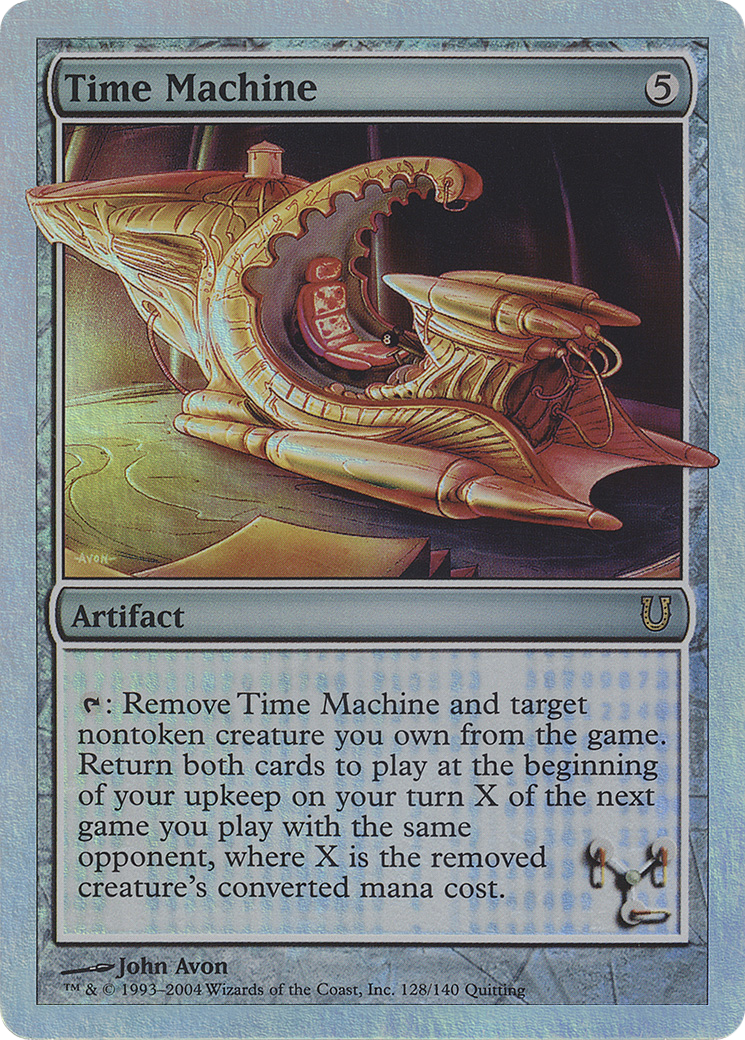 Time Machine 5
8
-AVON-
Artifact
: Remove Time Machine and target
nontoken creature you own from the game.
Return both cards to play at the beginning
of your upkeep on your turn X of the next
game you play with the same
opponent, where X is the removed
creature's converted mana cost.
John Avon
™ & © 1993–2004 Wizards of the Coast, Inc. 128/140 Quitting